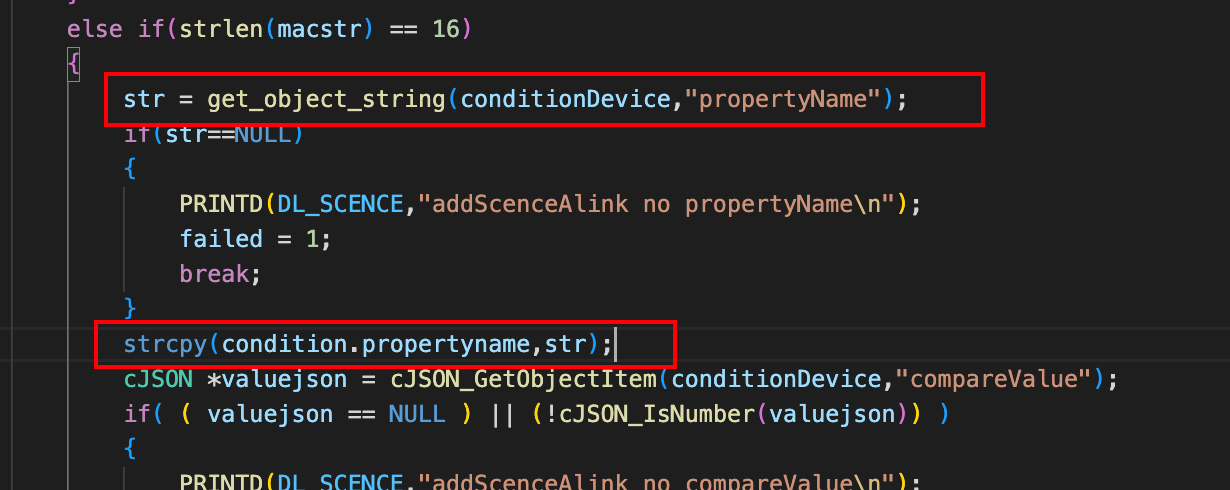 }
else if(strlen(macstr) == 16)
{
str = get_object_string(conditionDevice,"propertyName");
if(str==NULL)
{
PRINTD(DL_SCENCE,"addScenceAlink no propertyName\n");
failed = 1;
break;
}
strcpy(condition.propertyname,str);
cJSON *valuejson = cJSON_GetObjectItem(conditionDevice,"compareValue");
if( ( valuejson == NULL ) || (!cJSON_IsNumber(valuejson)) )
{
PRINTD(DL_SCENCE,"addScenceAlink no compareValue\n");